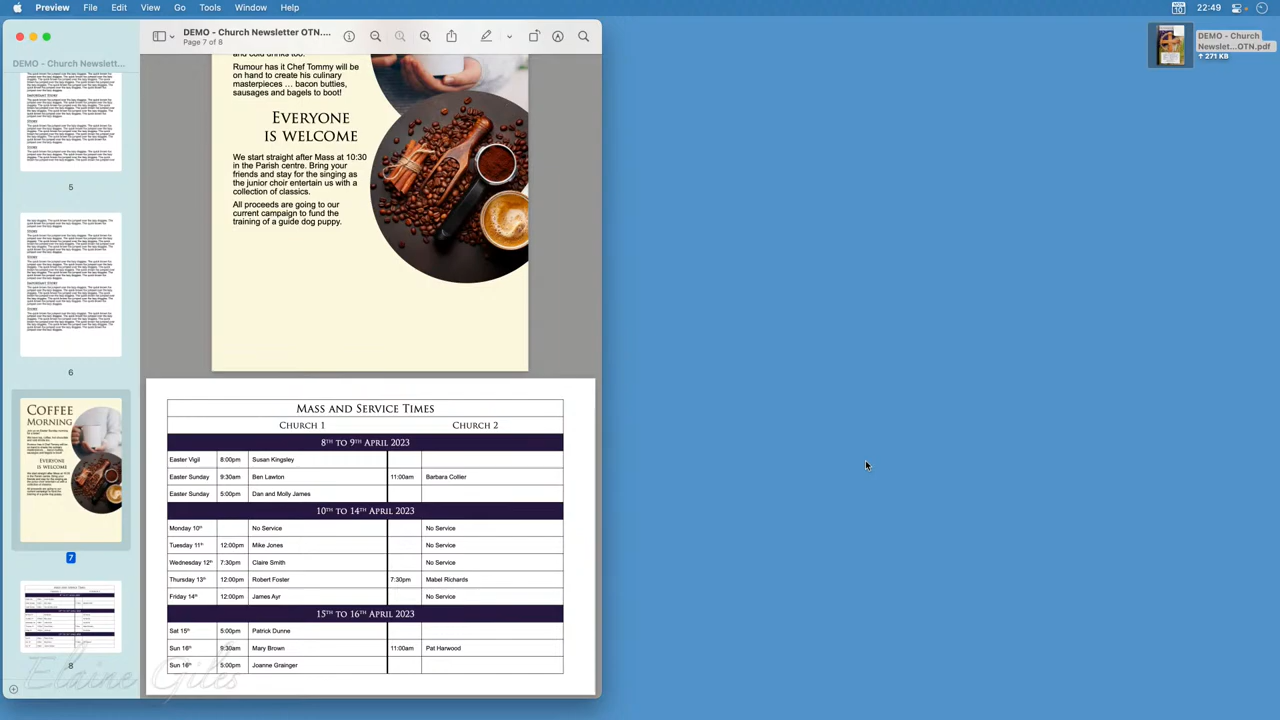 Preview File Edit View Go Tools Window Help 22:49
DEMO - Church Newsletter OTN....
Page 7 of 8
DEMO - Church Newslett...
DEMO - Church
Newslet...OTN.pdf
271 KB
5
6
Coffee
Morning
Everyone
is welcome
7
8
and cold drinks too.
Rumour has it Chef Tommy will be
on hand to create his culinary
masterpieces … bacon butties,
sausages and bagels to boot!
Everyone
is welcome
We start straight after Mass at 10:30
in the Parish centre. Bring your
friends and stay for the singing as
the junior choir entertain us with a
collection of classics.
All proceeds are going to our
current campaign to fund the
training of a guide dog puppy.
Mass and Service Times
Church 1 Church 2
8th to 9th April 2023
Easter Vigil 8:00pm Susan Kingsley
Easter Sunday 9:30am Ben Lawton 11:00am Barbara Collier
Easter Sunday 5:00pm Dan and Molly James
10th to 14th April 2023
Monday 10th No Service No Service
Tuesday 11th 12:00pm Mike Jones No Service
Wednesday 12th 7:30pm Claire Smith No Service
Thursday 13th 12:00pm Robert Foster 7:30pm Mabel Richards
Friday 14th 12:00pm James Ayr No Service
15th to 16th April 2023
Sat 15th 5:00pm Patrick Dunne
Sun 16th 9:30am Mary Brown 11:00am Pat Harwood
Sun 16th 5:00pm Joanne Grainger
Elaine Giles